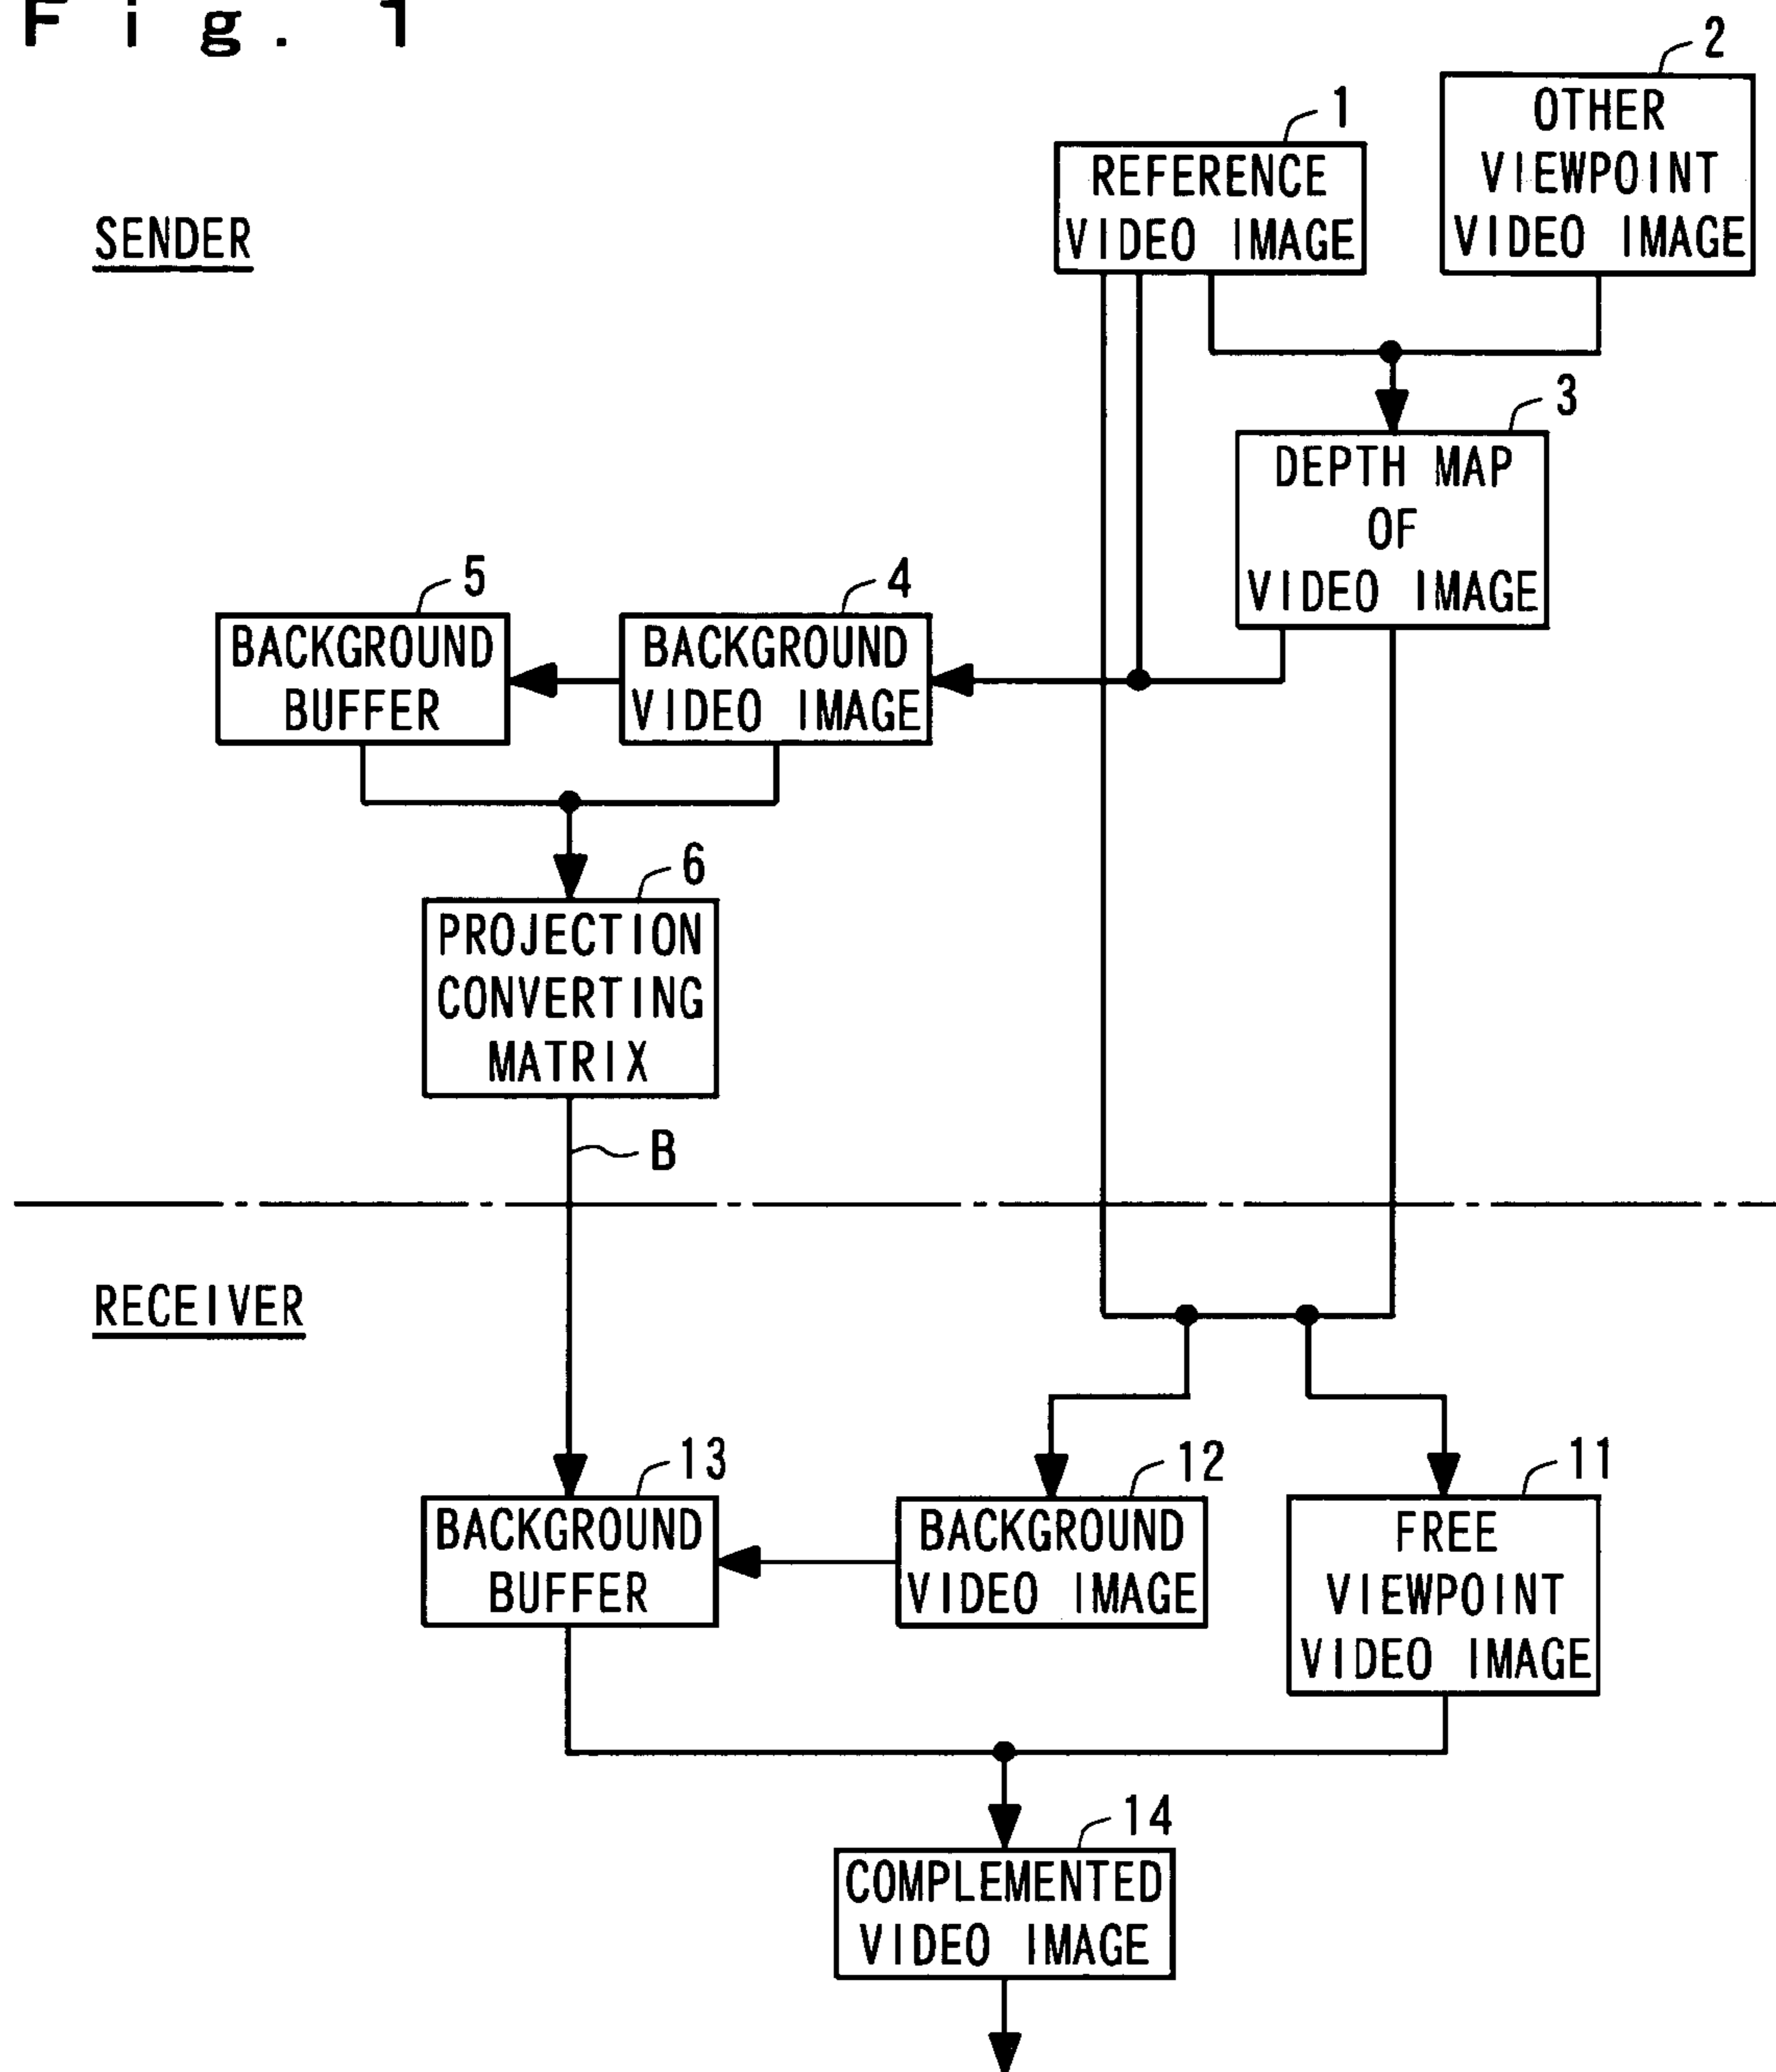 Fig. 1
2
OTHER
VIEWPOINT
VIDEO IMAGE
1
REFERENCE
VIDEO IMAGE
SENDER
3
DEPTH MAP
OF
VIDEO IMAGE
5
BACKGROUND
BUFFER
4
BACKGROUND
VIDEO IMAGE
6
PROJECTION
CONVERTING
MATRIX
B
RECEIVER
13
BACKGROUND
BUFFER
12
BACKGROUND
VIDEO IMAGE
11
FREE
VIEWPOINT
VIDEO IMAGE
14
COMPLEMENTED
VIDEO IMAGE